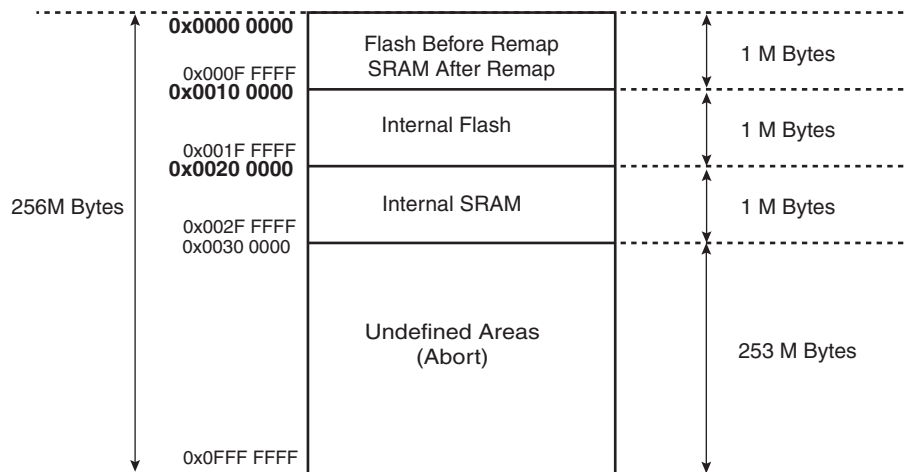 0x0000 0000
Flash Before Remap
SRAM After Remap
1 M Bytes
0x000F FFFF
0x0010 0000
Internal Flash
1 M Bytes
0x001F FFFF
0x0020 0000
256M Bytes
Internal SRAM
1 M Bytes
0x002F FFFF
0x0030 0000
Undefined Areas
(Abort)
253 M Bytes
0x0FFF FFFF